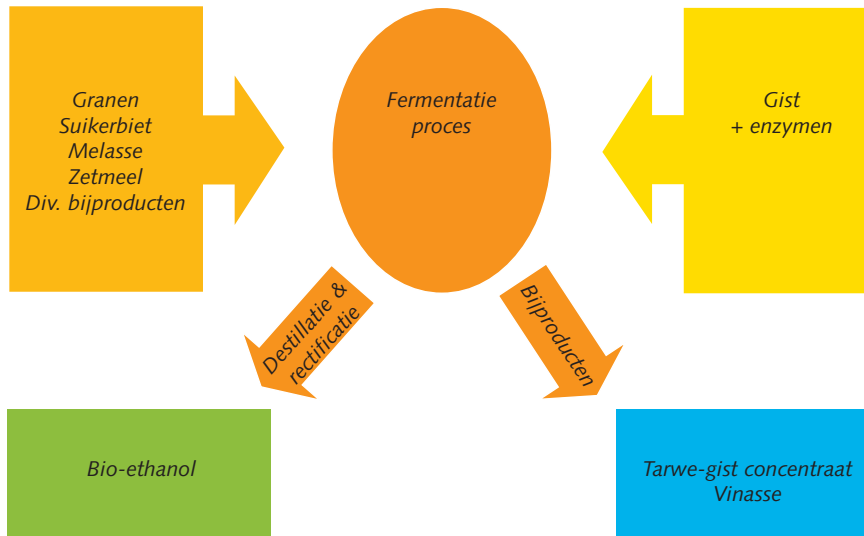 Granen
Suikerbiet
Melasse
Zetmeel
Div. bijproducten
Fermentatie
proces
Gist
+ enzymen
Destillatie &
rectificatie
Bijproducten
Bio-ethanol
Tarwe-gist concentraat
Vinasse